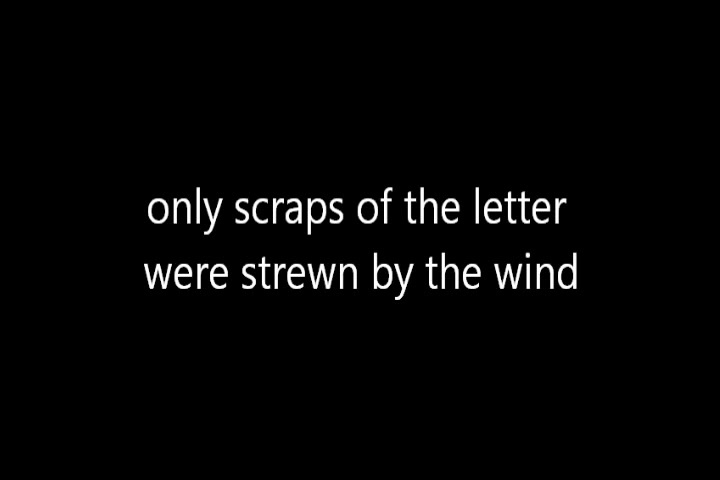 only scraps of the letter
were strewn by the wind